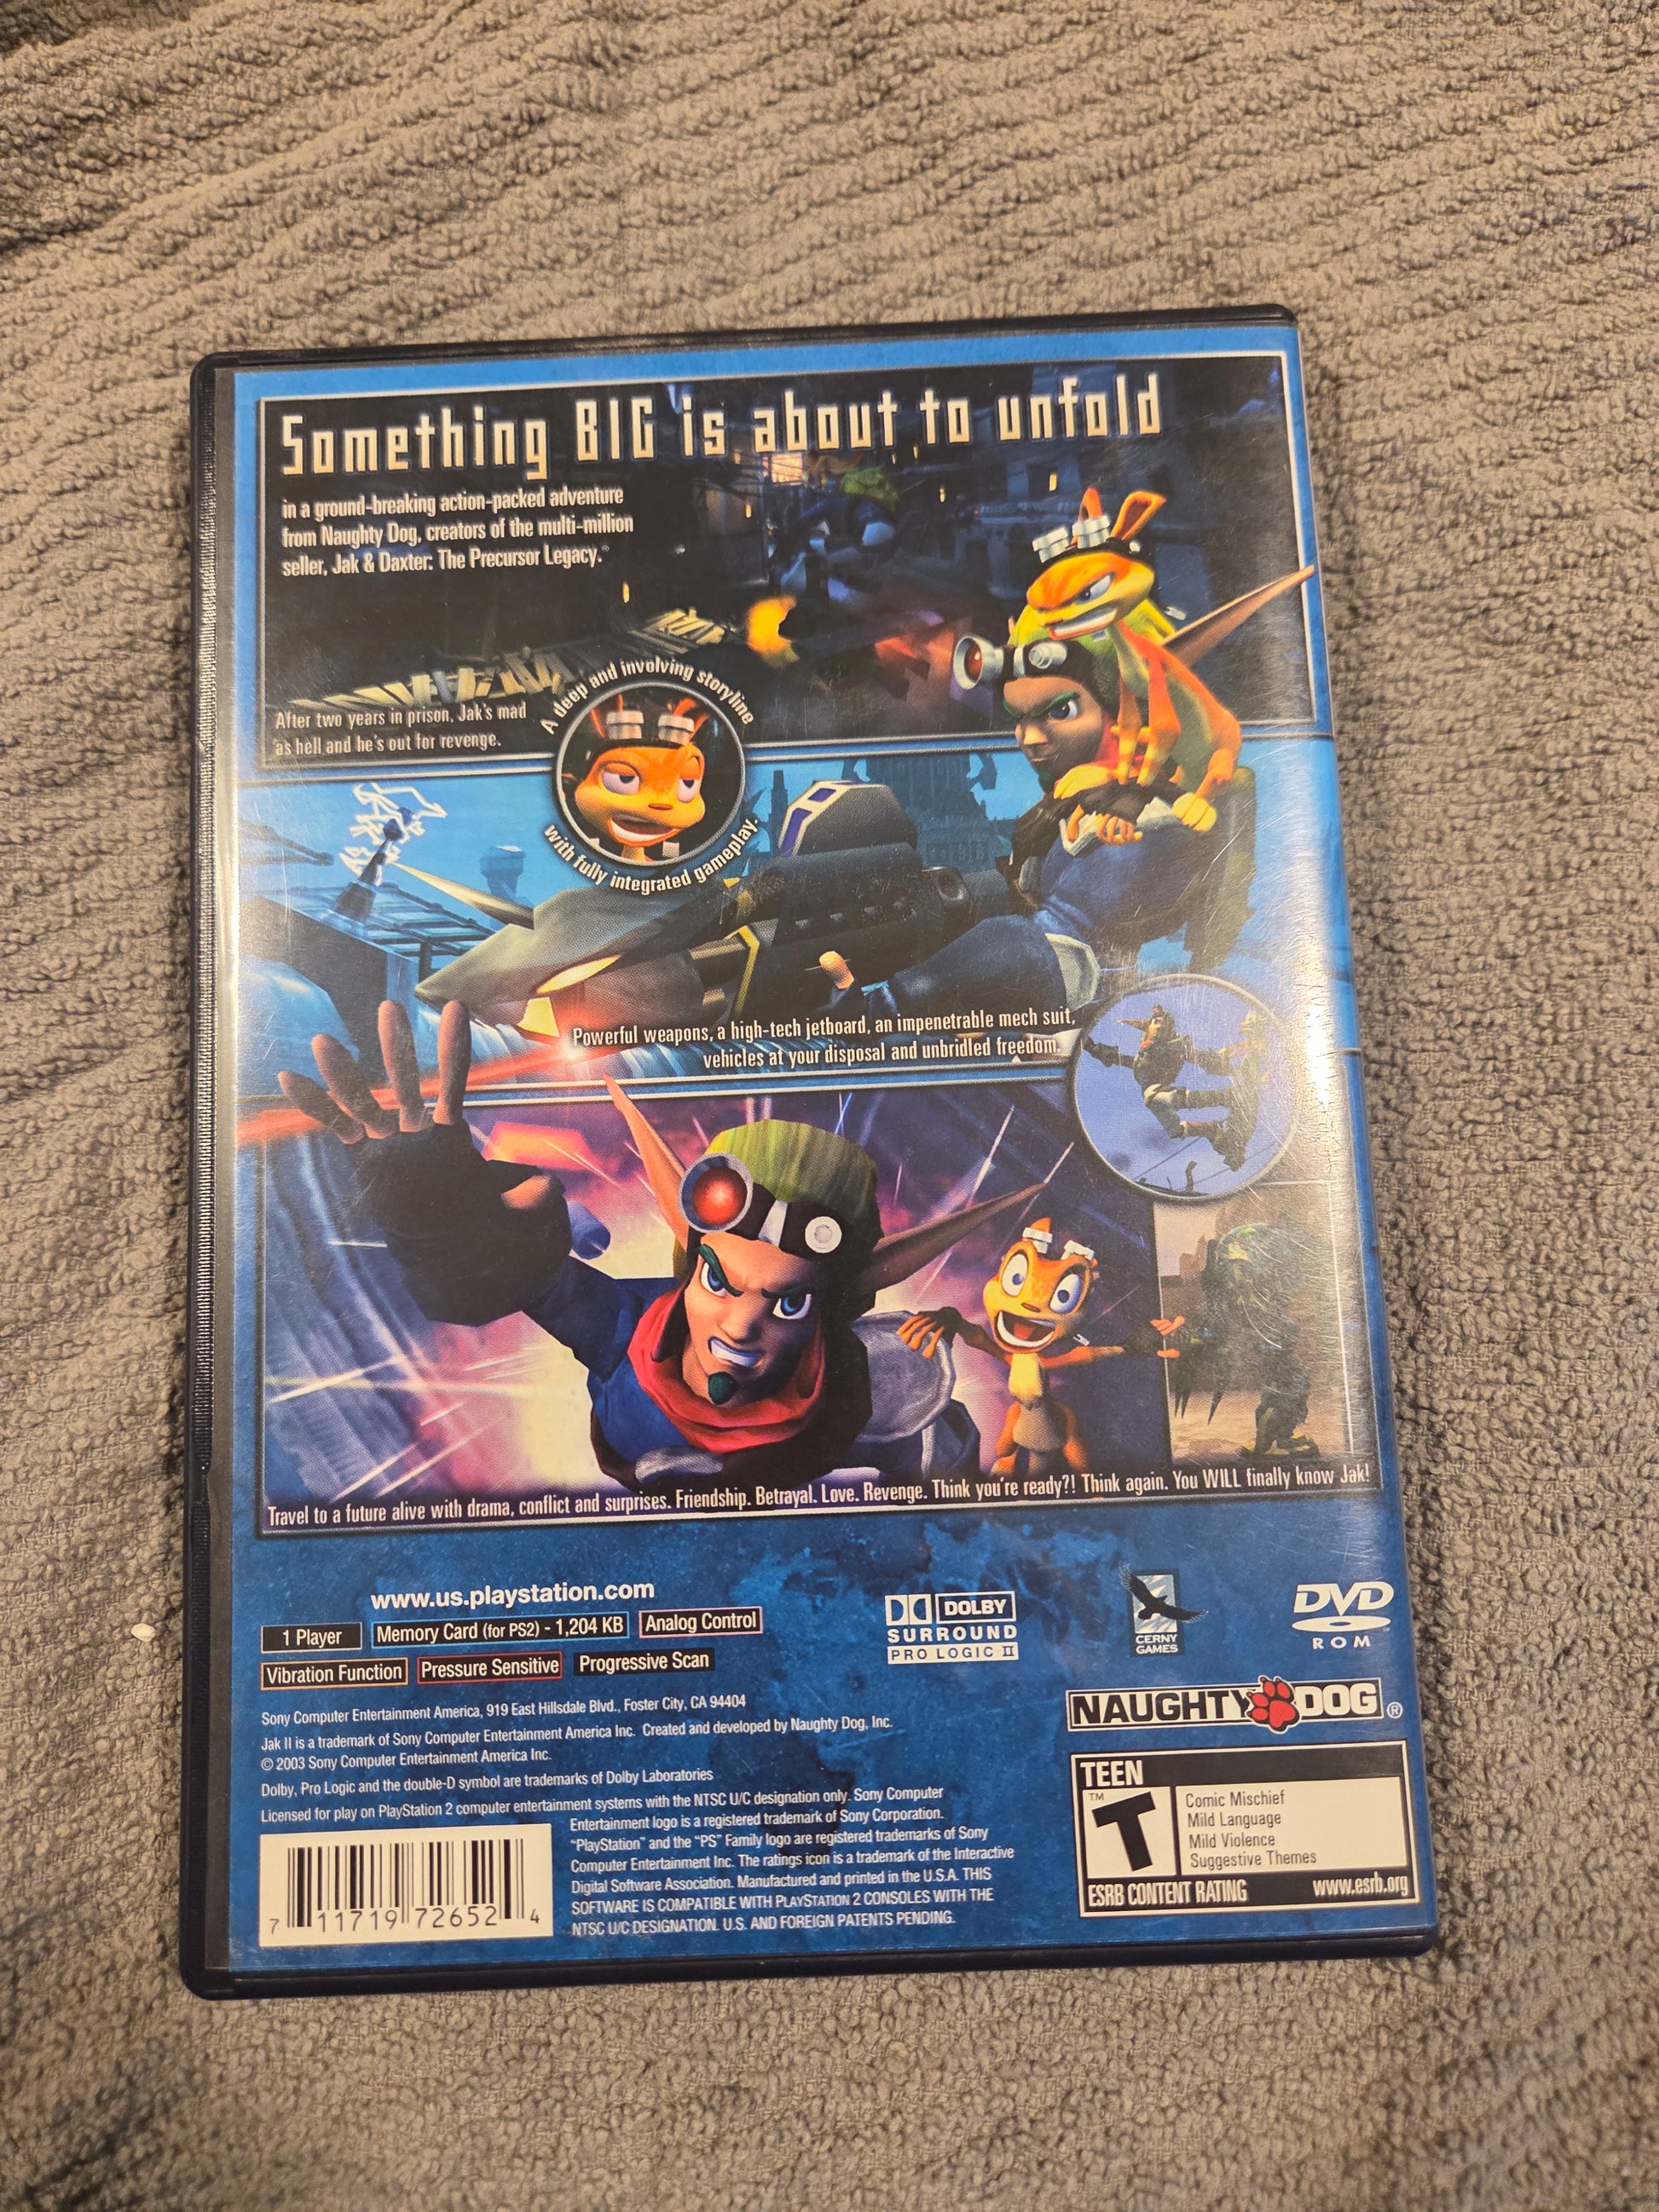 Something BIG is about to unfold
in a ground-breaking action-packed adventure
from Naughty Dog, creators of the multi-million
seller, Jak & Daxter: The Precursor Legacy.®
After two years in prison, Jak's mad
as hell and he's out for revenge.
A deep and involving storyline
with fully integrated gameplay.
Powerful weapons, a high-tech jetboard, an impenetrable mech suit,
vehicles at your disposal and unbridled freedom.
Travel to a future alive with drama, conflict and surprises. Friendship. Betrayal. Love. Revenge. Think you're ready?! Think again. You WILL finally know Jak!
www.us.playstation.com
1 Player
Memory Card (for PS2) - 1,204 KB
Analog Control
Vibration Function
Pressure Sensitive
Progressive Scan
DOLBY
SURROUND
PRO LOGIC II
CERNY
GAMES
DVD
ROM
NAUGHTY DOG®
Sony Computer Entertainment America, 919 East Hillsdale Blvd., Foster City, CA 94404
Jak II is a trademark of Sony Computer Entertainment America Inc. Created and developed by Naughty Dog, Inc.
© 2003 Sony Computer Entertainment America Inc.
Dolby, Pro Logic and the double-D symbol are trademarks of Dolby Laboratories
Licensed for play on PlayStation 2 computer entertainment systems with the NTSC U/C designation only. Sony Computer
Entertainment logo is a registered trademark of Sony Corporation.
"PlayStation" and the "PS" Family logo are registered trademarks of Sony
Computer Entertainment Inc. The ratings icon is a trademark of the Interactive
Digital Software Association. Manufactured and printed in the U.S.A. THIS
SOFTWARE IS COMPATIBLE WITH PLAYSTATION 2 CONSOLES WITH THE
NTSC U/C DESIGNATION. U.S. AND FOREIGN PATENTS PENDING.
7 11719 72652 4
TEEN
T™
Comic Mischief
Mild Language
Mild Violence
Suggestive Themes
ESRB CONTENT RATING www.esrb.org